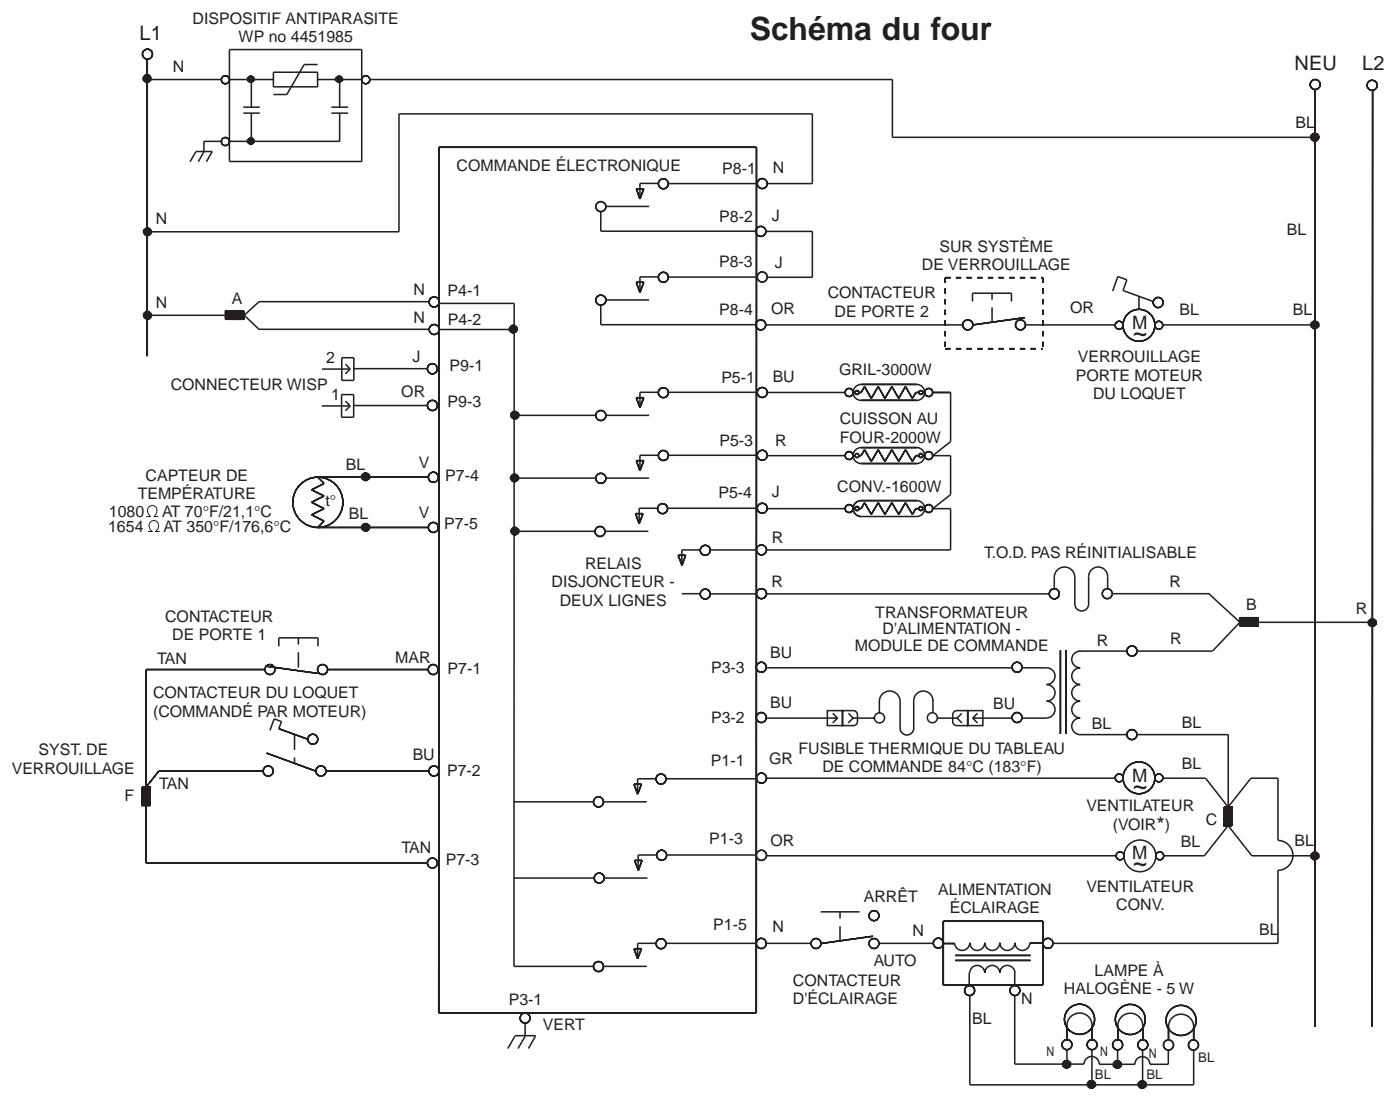 Schéma du four
DISPOSITIF ANTIPARASITE
WP no 4451985
L1
NEU
L2
N
BL
COMMANDE ÉLECTRONIQUE
P8-1
N
N
P8-2
J
BL
P8-3
J
SUR SYSTÈME
DE VERROUILLAGE
CONTACTEUR
DE PORTE 2
P8-4
OR
OR
M
~
BL
BL
VERROUILLAGE
PORTE MOTEUR
DU LOQUET
N
A
N
P4-1
N
P4-2
2
J
P9-1
CONNECTEUR WISP
1
OR
P9-3
P5-1
BU
GRIL-3000W
CUISSON AU
FOUR-2000W
P5-3
R
CONV.-1600W
P5-4
J
CAPTEUR DE
TEMPÉRATURE
1080 Ω AT 70°F/21,1°C
1654 Ω AT 350°F/176,6°C
t°
BL
V
P7-4
BL
V
P7-5
R
RELAIS
DISJONCTEUR -
DEUX LIGNES
R
T.O.D. PAS RÉINITIALISABLE
R
B
R
TRANSFORMATEUR
D'ALIMENTATION -
MODULE DE COMMANDE
R
R
CONTACTEUR
DE PORTE 1
TAN
MAR
P7-1
P3-3
BU
CONTACTEUR DU LOQUET
(COMMANDÉ PAR MOTEUR)
P3-2
BU
BU
BL
BL
FUSIBLE THERMIQUE DU TABLEAU
DE COMMANDE 84°C (183°F)
SYST. DE
VERROUILLAGE
F
TAN
BU
P7-2
P1-1
GR
M
~
BL
VENTILATEUR
(VOIR*)
C
TAN
P7-3
P1-3
OR
M
~
BL
BL
VENTILATEUR
CONV.
P1-5
N
ARRÊT
AUTO
CONTACTEUR
D'ÉCLAIRAGE
N
ALIMENTATION
ÉCLAIRAGE
BL
BL
N
LAMPE À
HALOGÈNE - 5 W
N
N
N
BL
BL
BL
P3-1
VERT